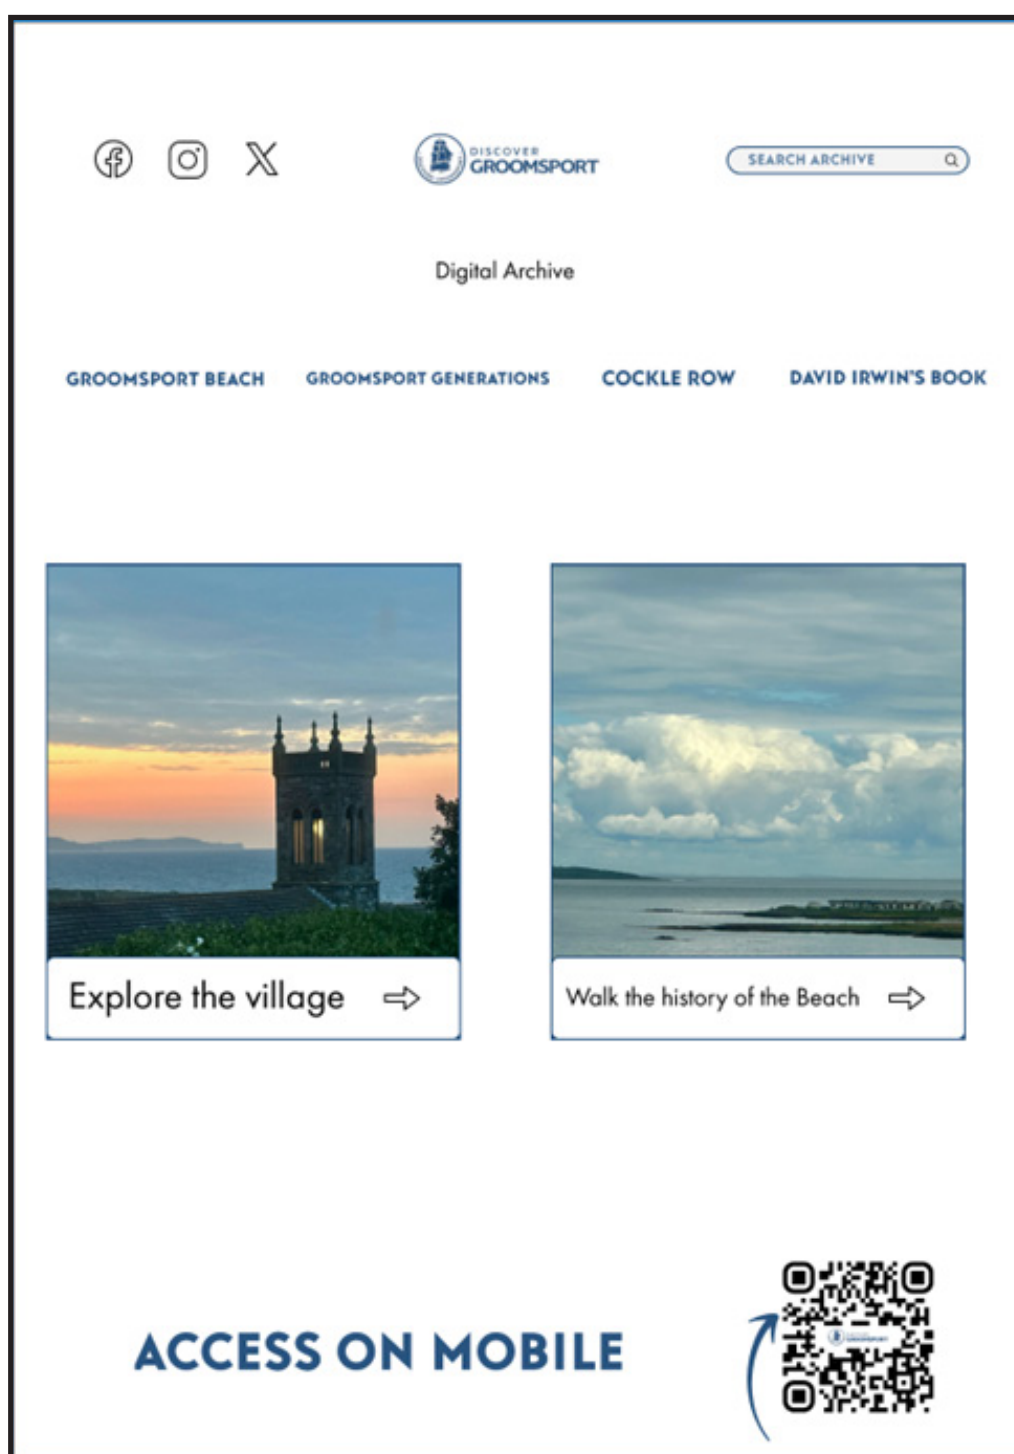 DISCOVER
GROOMSPORT
SEARCH ARCHIVE
Digital Archive
GROOMSPORT BEACH GROOMSPORT GENERATIONS COCKLE ROW DAVID IRWIN'S BOOK
Explore the village
Walk the history of the Beach
ACCESS ON MOBILE